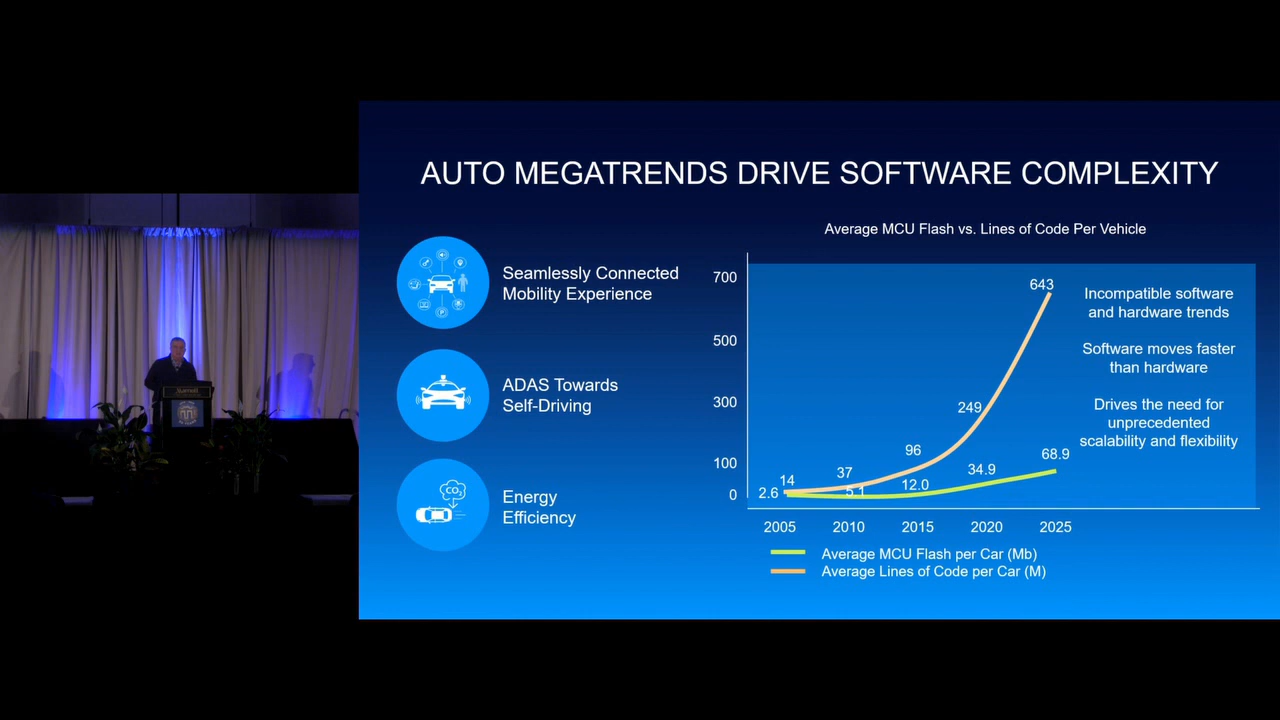 AUTO MEGATRENDS DRIVE SOFTWARE COMPLEXITY
Seamlessly Connected
Mobility Experience
ADAS Towards
Self-Driving
CO₂
Energy
Efficiency
Average MCU Flash vs. Lines of Code Per Vehicle
700
500
300
100
0
643
249
96
37
14
68.9
34.9
12.0
5.1
2.6
2005
2010
2015
2020
2025
Average MCU Flash per Car (Mb)
Average Lines of Code per Car (M)
Incompatible software
and hardware trends
Software moves faster
than hardware
Drives the need for
unprecedented
scalability and flexibility